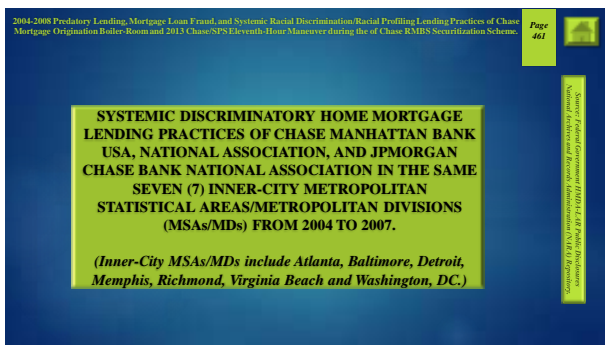 2004-2008 Predatory Lending, Mortgage Loan Fraud, and Systemic Racial Discrimination/Racial Profiling Lending Practices of Chase
Mortgage Origination Boiler-Room and 2013 Chase/SPS Eleventh-Hour Maneuver during the of Chase RMBS Securitization Scheme.
Page
461
SYSTEMIC DISCRIMINATORY HOME MORTGAGE
LENDING PRACTICES OF CHASE MANHATTAN BANK
USA, NATIONAL ASSOCIATION, AND JPMORGAN
CHASE BANK NATIONAL ASSOCIATION IN THE SAME
SEVEN (7) INNER-CITY METROPOLITAN
STATISTICAL AREAS/METROPOLITAN DIVISIONS
(MSAs/MDs) FROM 2004 TO 2007.
(Inner-City MSAs/MDs include Atlanta, Baltimore, Detroit,
Memphis, Richmond, Virginia Beach and Washington, DC.)
Source: Federal Government HMDA-LAR Public Disclosures
National Archives and Records Administration (NARA) Repository.